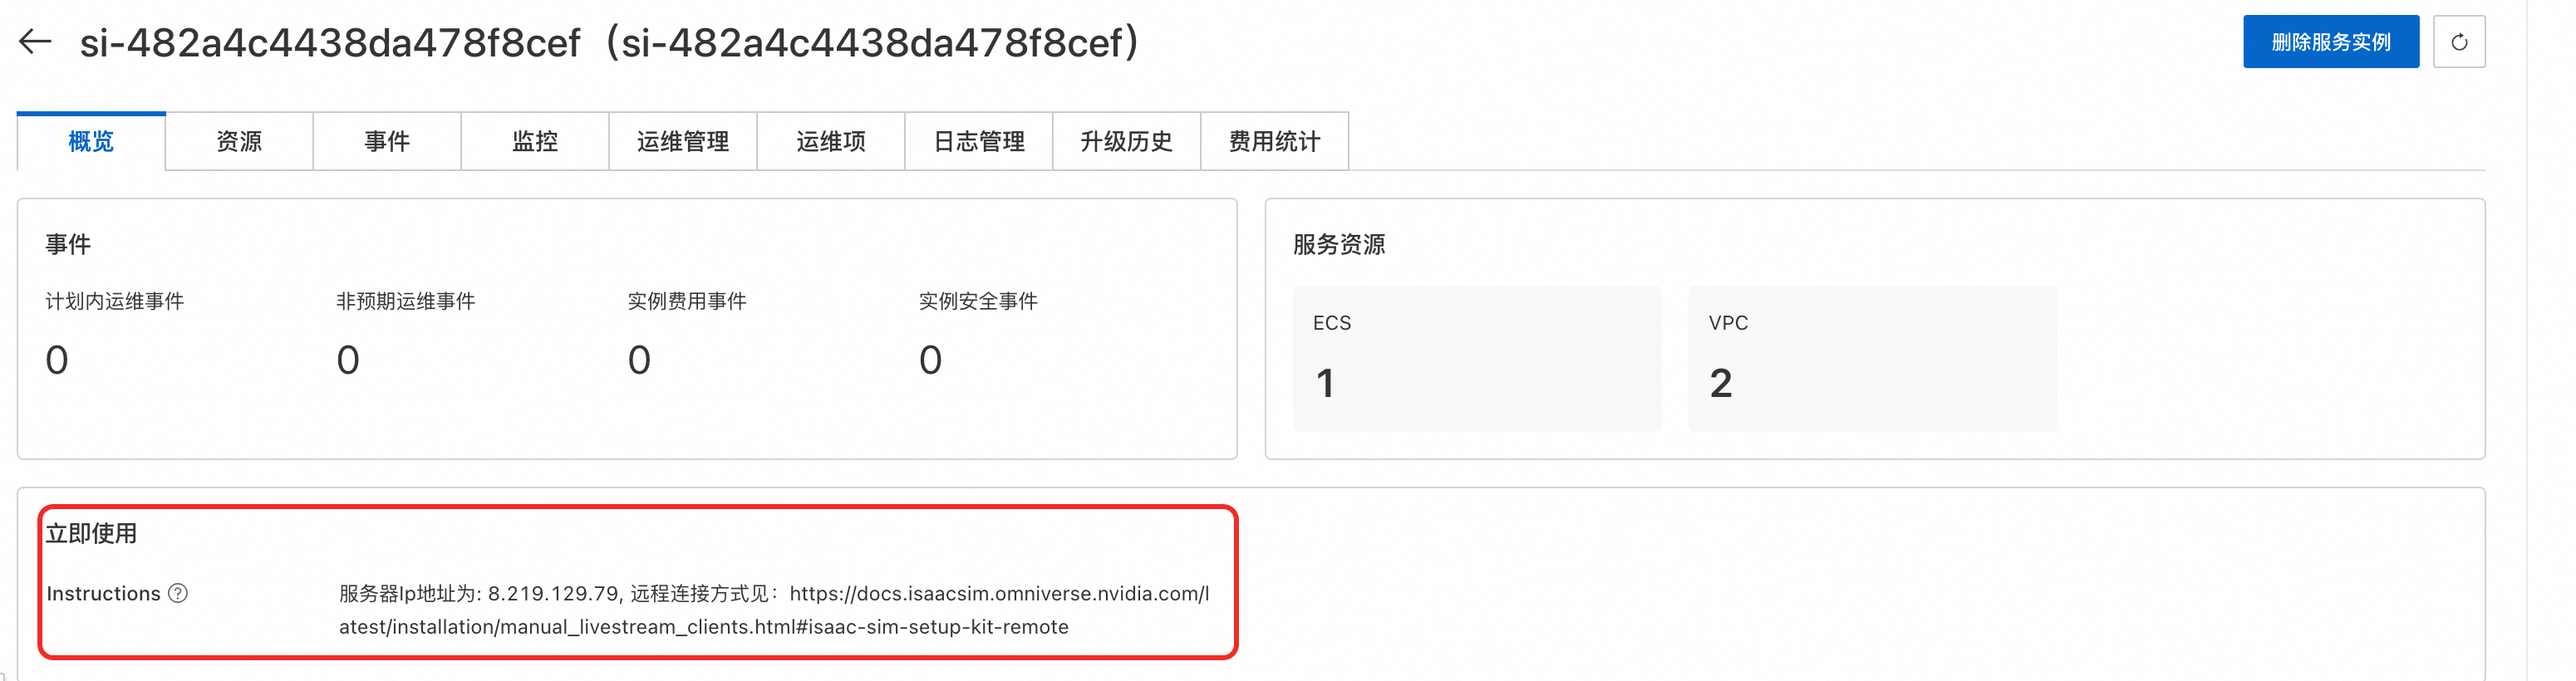 si-482a4c4438da478f8cef（si-482a4c4438da478f8cef）
删除服务实例
概览 资源 事件 监控 运维管理 运维项 日志管理 升级历史 费用统计
事件
计划内运维事件 非预期运维事件 实例费用事件 实例安全事件
0 0 0 0
服务资源
ECS VPC
1 2
立即使用
Instructions ? 服务器Ip地址为: 8.219.129.79, 远程连接方式见：https://docs.isaacsim.omniverse.nvidia.com/l
atest/installation/manual_livestream_clients.html#isaac-sim-setup-kit-remote